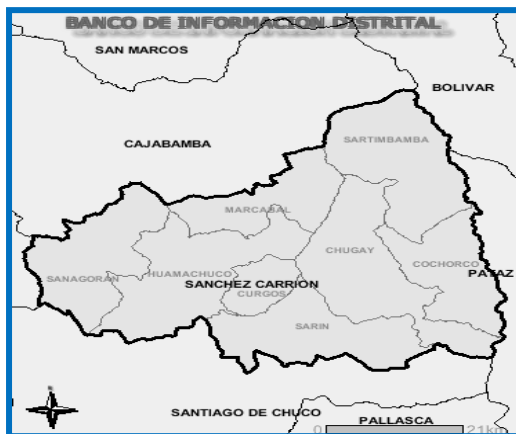 BANCO DE INFORMACION DISTRITAL
SAN MARCOS
BOLIVAR
SARTIMBAMBA
CAJABAMBA
MARCABAL
CHUGAY
COCHORCO
HUAMACHUCO
PATAZ
SANAGORAN
SANCHEZ CARRION
CURGOS
SARIN
SANTIAGO DE CHUCO
PALLASCA
0 21km